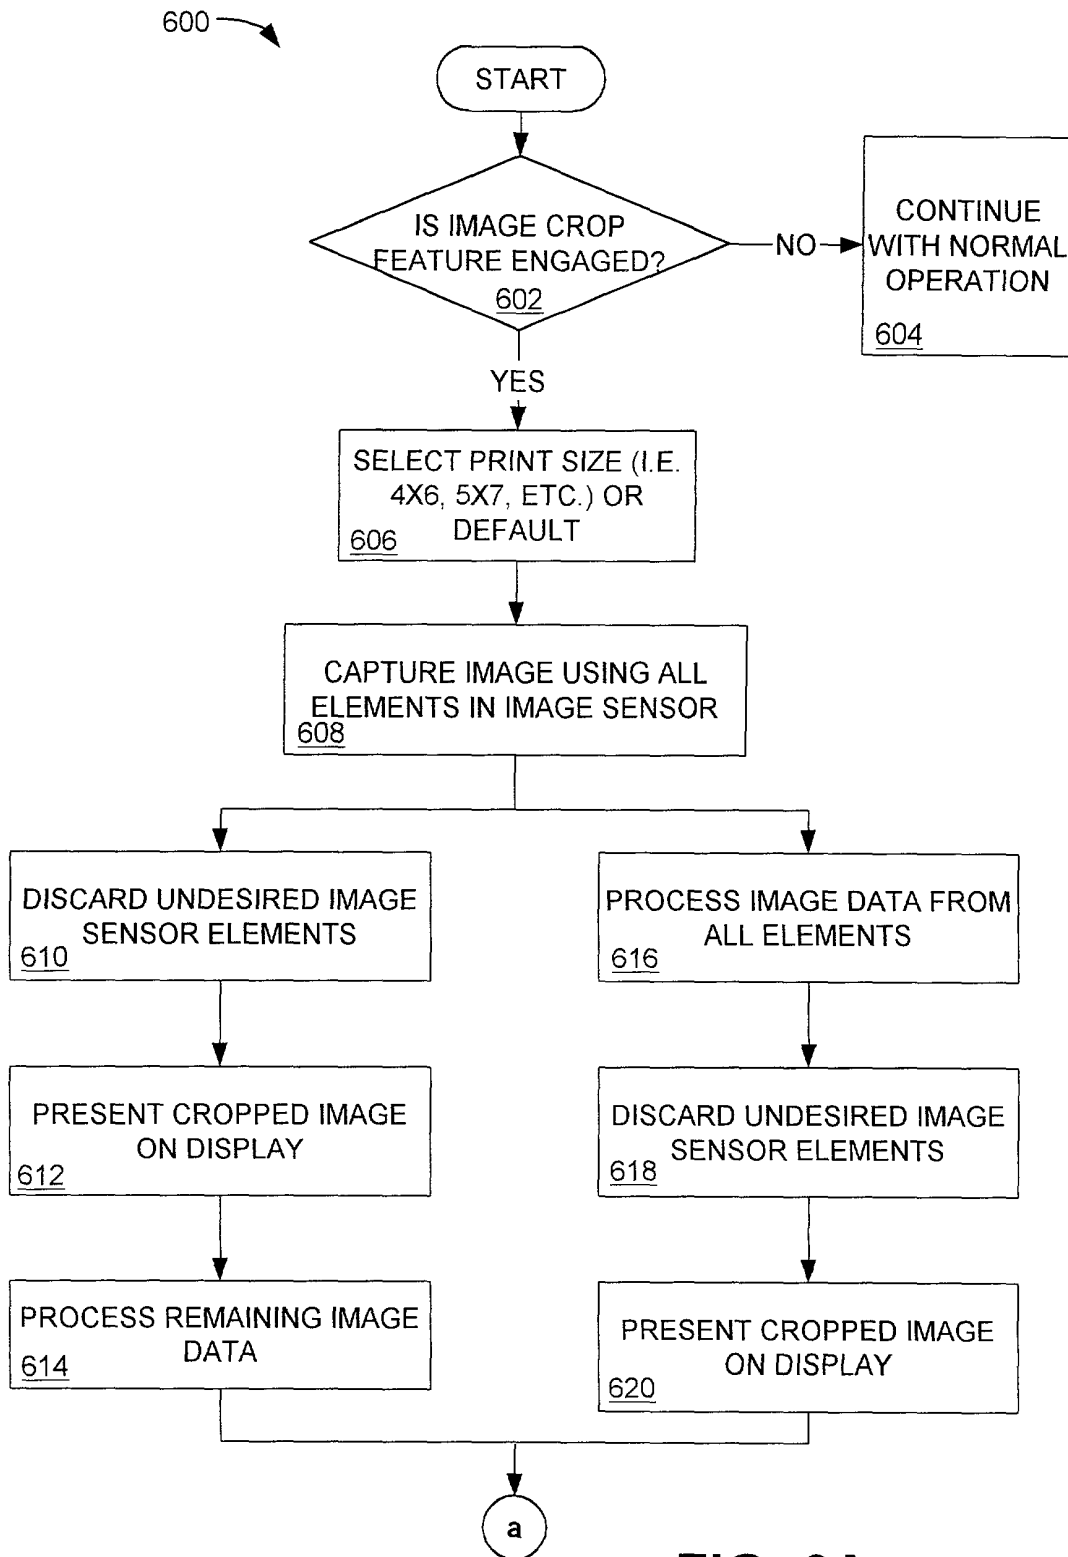 600
START
IS IMAGE CROP
FEATURE ENGAGED?
602
NO
CONTINUE
WITH NORMAL
OPERATION
604
YES
SELECT PRINT SIZE (I.E.
4X6, 5X7, ETC.) OR
DEFAULT
606
CAPTURE IMAGE USING ALL
ELEMENTS IN IMAGE SENSOR
608
DISCARD UNDESIRED IMAGE
SENSOR ELEMENTS
610
PROCESS IMAGE DATA FROM
ALL ELEMENTS
616
PRESENT CROPPED IMAGE
ON DISPLAY
612
DISCARD UNDESIRED IMAGE
SENSOR ELEMENTS
618
PROCESS REMAINING IMAGE
DATA
614
PRESENT CROPPED IMAGE
ON DISPLAY
620
a